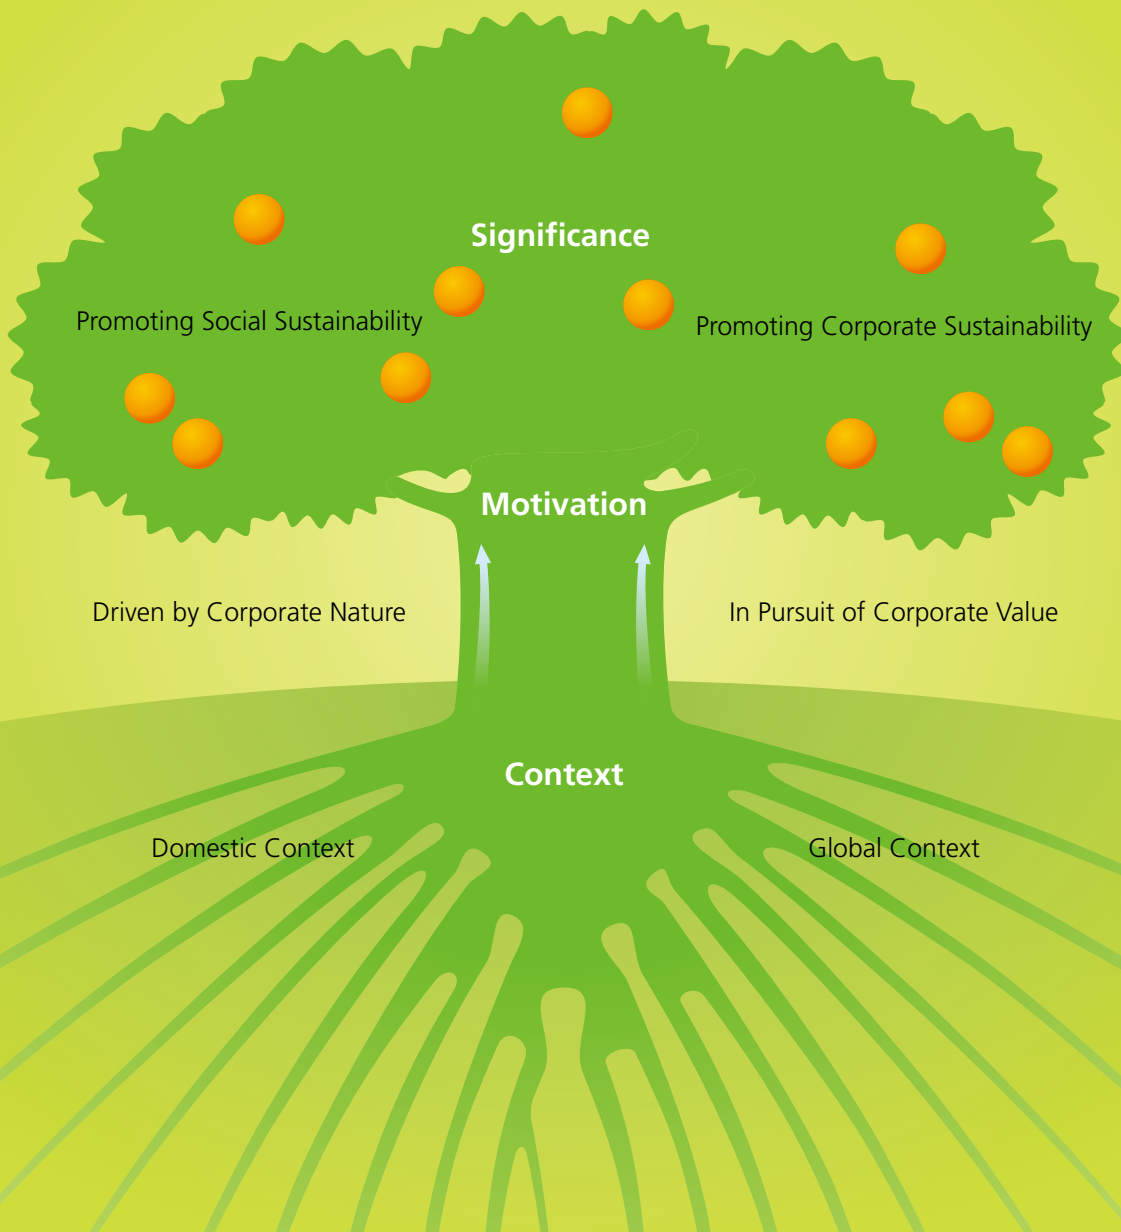 Significance
Promoting Social Sustainability
Promoting Corporate Sustainability
Motivation
Driven by Corporate Nature
In Pursuit of Corporate Value
Context
Domestic Context
Global Context